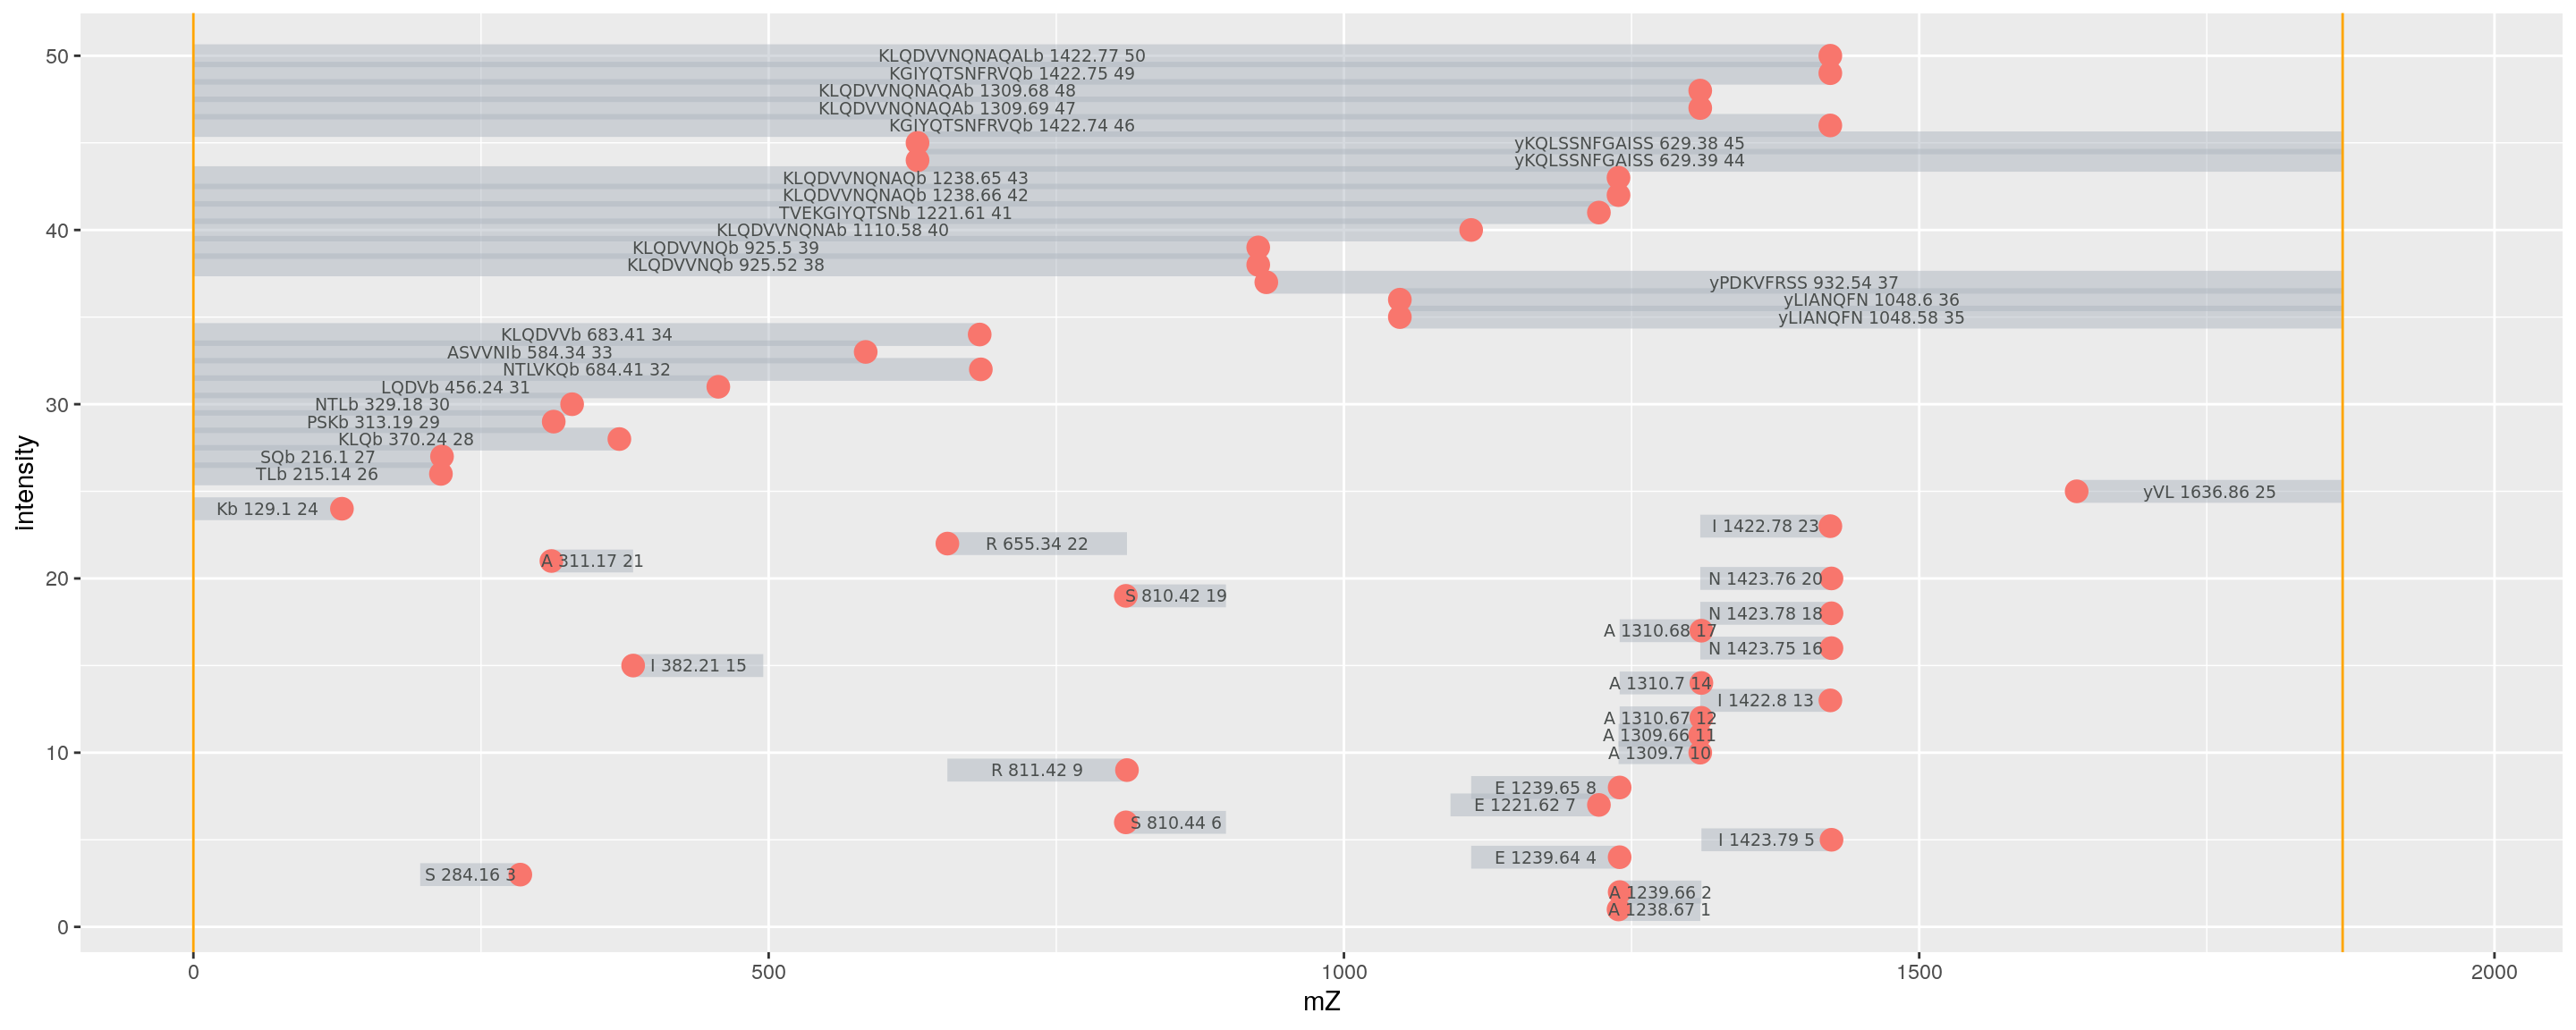 50
KLQDVVNQNAQALb 1422.77 50
KGIYQTSNFRVQb 1422.75 49
KLQDVVNQNAQAb 1309.68 48
KLQDVVNQNAQAb 1309.69 47
KGIYQTSNFRVQb 1422.74 46
yKQLSSNFGAISS 629.38 45
yKQLSSNFGAISS 629.39 44
KLQDVVNQNAQb 1238.65 43
KLQDVVNQNAQb 1238.66 42
TVEKGIYQTSNb 1221.61 41
40
KLQDVVNQNAb 1110.58 40
KLQDVVNQb 925.5 39
KLQDVVNQb 925.52 38
yPDKVFRSS 932.54 37
yLIANQFN 1048.6 36
yLIANQFN 1048.58 35
KLQDVVb 683.41 34
ASVVNIb 584.34 33
NTLVKQb 684.41 32
LQDVb 456.24 31
30
NTLb 329.18 30
PSKb 313.19 29
KLQb 370.24 28
SQb 216.1 27
TLb 215.14 26
yVL 1636.86 25
Kb 129.1 24
I 1422.78 23
R 655.34 22
A 311.17 21
20
N 1423.76 20
S 810.42 19
N 1423.78 18
A 1310.68 17
N 1423.75 16
I 382.21 15
A 1310.7 14
I 1422.8 13
A 1310.67 12
A 1309.66 11
10
A 1309.7 10
R 811.42 9
E 1239.65 8
E 1221.62 7
S 810.44 6
I 1423.79 5
E 1239.64 4
S 284.16 3
A 1239.66 2
A 1238.67 1
0
intensity
0 500 1000 1500 2000
mZ